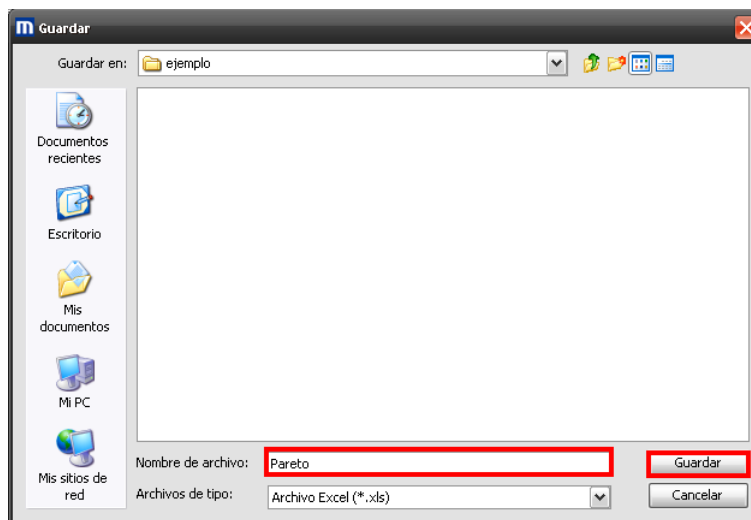 m Guardar
Guardar en: ejemplo
Documentos
recientes
Escritorio
Mis
documentos
Mi PC
Mis sitios de
red
Nombre de archivo: Pareto
Guardar
Archivos de tipo: Archivo Excel (*.xls)
Cancelar